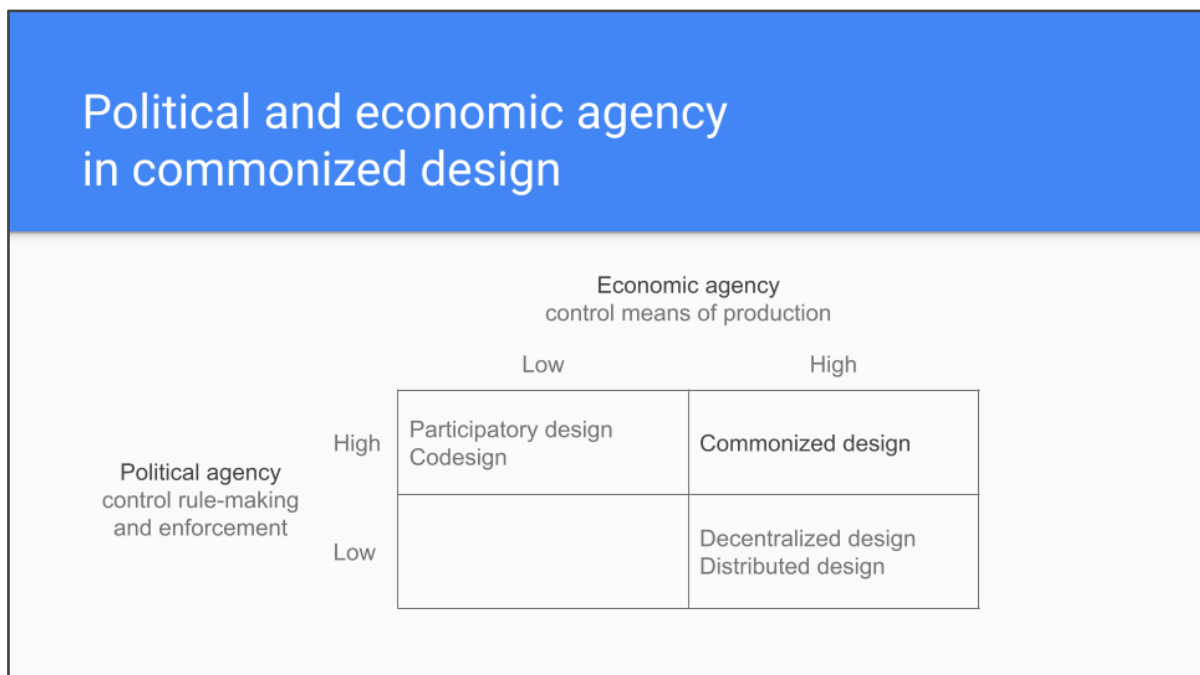 Political and economic agency
in commonized design
Economic agency
control means of production
Low
High
High
Participatory design
Codesign
Commonized design
Political agency
control rule-making
and enforcement
Low
Decentralized design
Distributed design